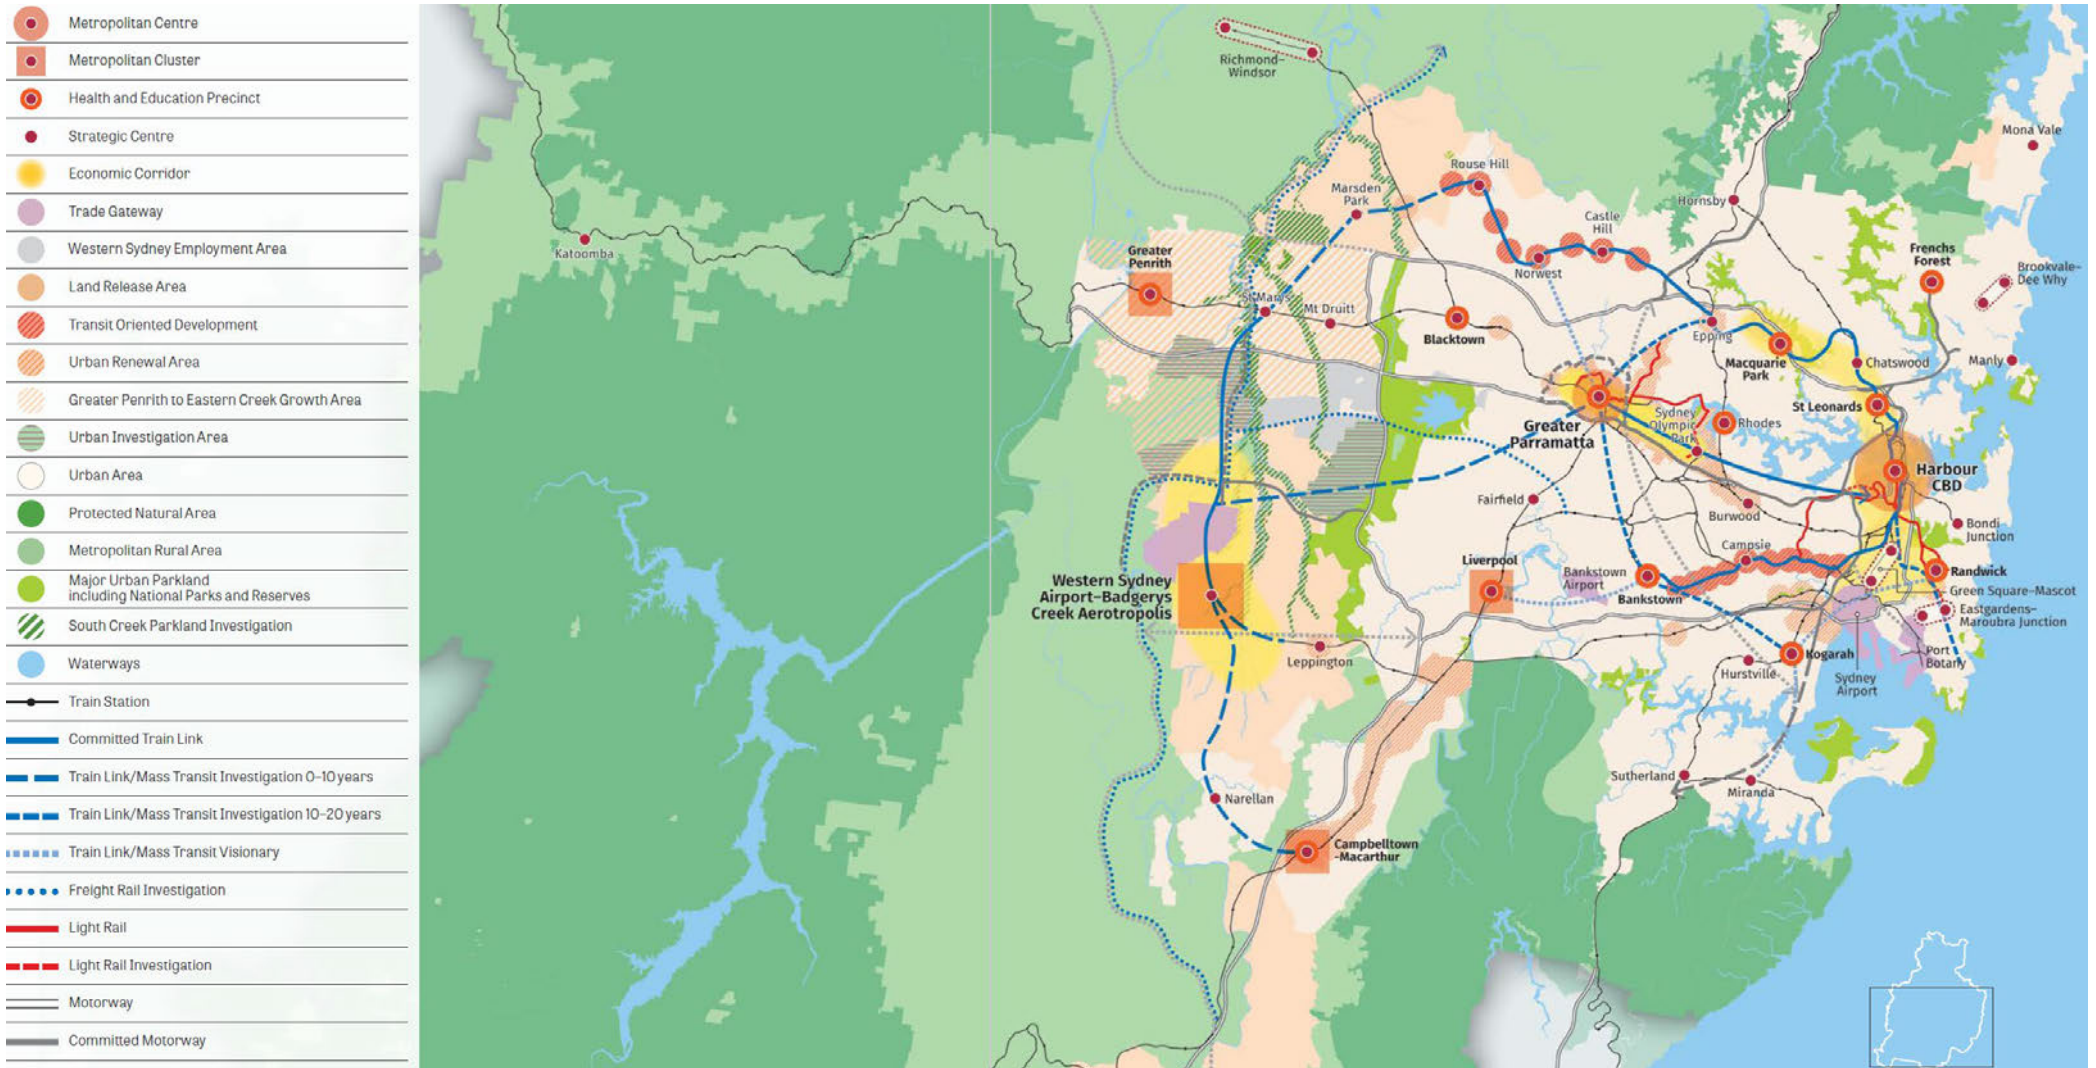 Metropolitan Centre
Metropolitan Cluster
Health and Education Precinct
Strategic Centre
Economic Corridor
Trade Gateway
Western Sydney Employment Area
Land Release Area
Transit Oriented Development
Urban Renewal Area
Greater Penrith to Eastern Creek Growth Area
Urban Investigation Area
Urban Area
Protected Natural Area
Metropolitan Rural Area
Major Urban Parkland
including National Parks and Reserves
South Creek Parkland Investigation
Waterways
Train Station
Committed Train Link
Train Link/Mass Transit Investigation 0–10 years
Train Link/Mass Transit Investigation 10–20 years
Train Link/Mass Transit Visionary
Freight Rail Investigation
Light Rail
Light Rail Investigation
Motorway
Committed Motorway
Richmond–
Windsor
Mona Vale
Rouse Hill
Marsden
Park
Hornsby
Castle
Hill
Katoomba
Greater
Penrith
Norwest
Frenchs
Forest
Brookvale–
Dee Why
St Marys
Mt Druitt
Blacktown
Epping
Macquarie
Park
Chatswood
Manly
St Leonards
Sydney
Olympic
Park
Rhodes
Greater
Parramatta
Harbour
CBD
Fairfield
Burwood
Bondi
Junction
Campsie
Liverpool
Bankstown
Airport
Bankstown
Randwick
Green Square–Mascot
Western Sydney
Airport–Badgerys
Creek Aerotropolis
Eastgardens–
Maroubra Junction
Leppington
Kogarah
Port
Botany
Hurstville
Sydney
Airport
Sutherland
Miranda
Narellan
Campbelltown
-Macarthur